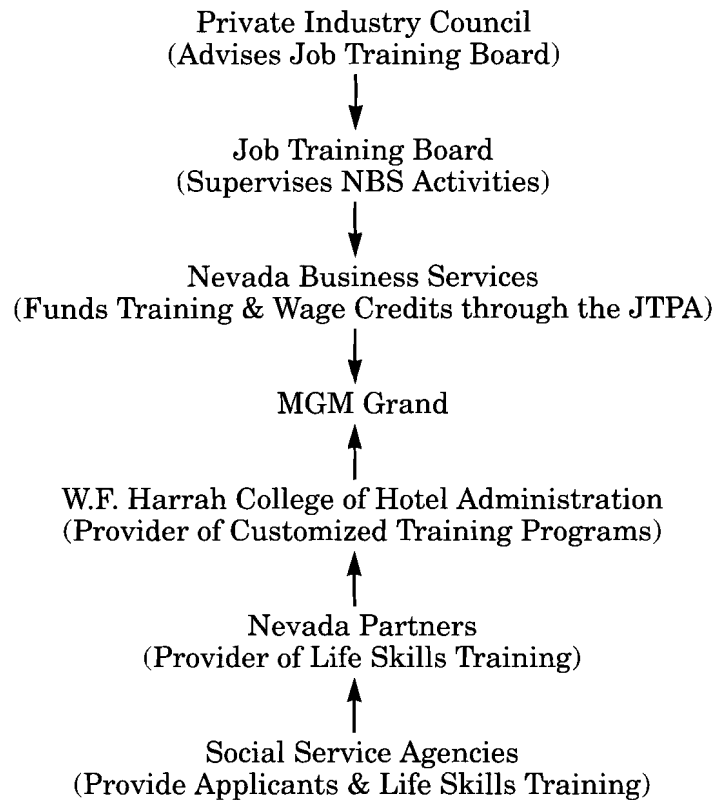 Private Industry Council
(Advises Job Training Board)
Job Training Board
(Supervises NBS Activities)
Nevada Business Services
(Funds Training & Wage Credits through the JTPA)
MGM Grand
W.F. Harrah College of Hotel Administration
(Provider of Customized Training Programs)
Nevada Partners
(Provider of Life Skills Training)
Social Service Agencies
(Provide Applicants & Life Skills Training)